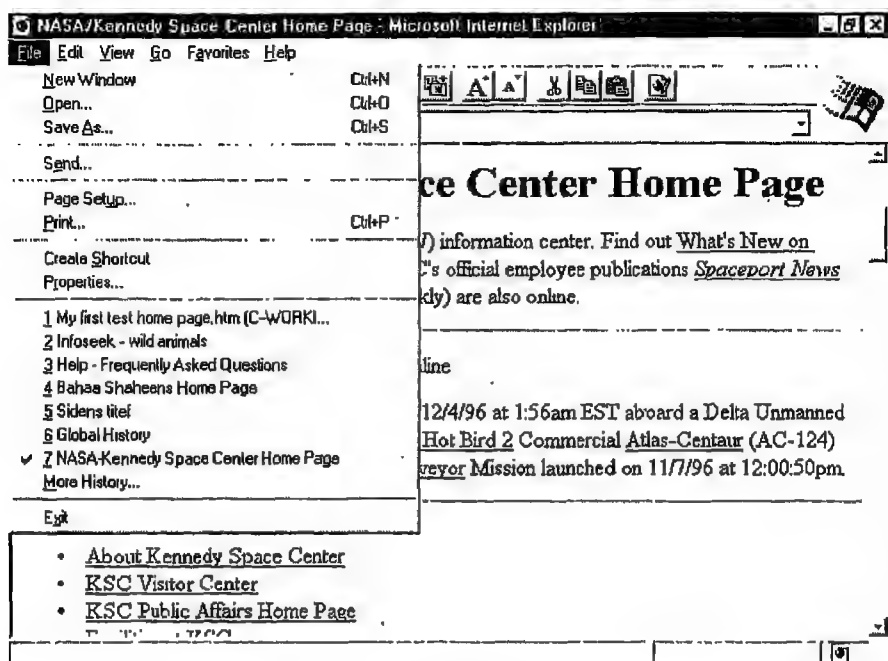 NASA/Kennedy Space Center Home Page - Microsoft Internet Explorer
File Edit View Go Favorites Help
New Window Ctrl+N
Open... Ctrl+O
Save As... Ctrl+S
Send...
Page Setup...
Print... Ctrl+P
Create Shortcut
Properties...
1 My first test home page.htm (C-WORKI...
2 Infoseek - wild animals
3 Help - Frequently Asked Questions
4 Bahaa Shaheens Home Page
5 Sidens titel
6 Global History
7 NASA-Kennedy Space Center Home Page
More History...
Exit
ce Center Home Page
) information center. Find out What's New on
's official employee publications Spaceport News
kly) are also online.
line
12/4/96 at 1:56am EST aboard a Delta Unmanned
Hot Bird 2 Commercial Atlas-Centaur (AC-124)
veyor Mission launched on 11/7/96 at 12:00:50pm.
• About Kennedy Space Center
• KSC Visitor Center
• KSC Public Affairs Home Page